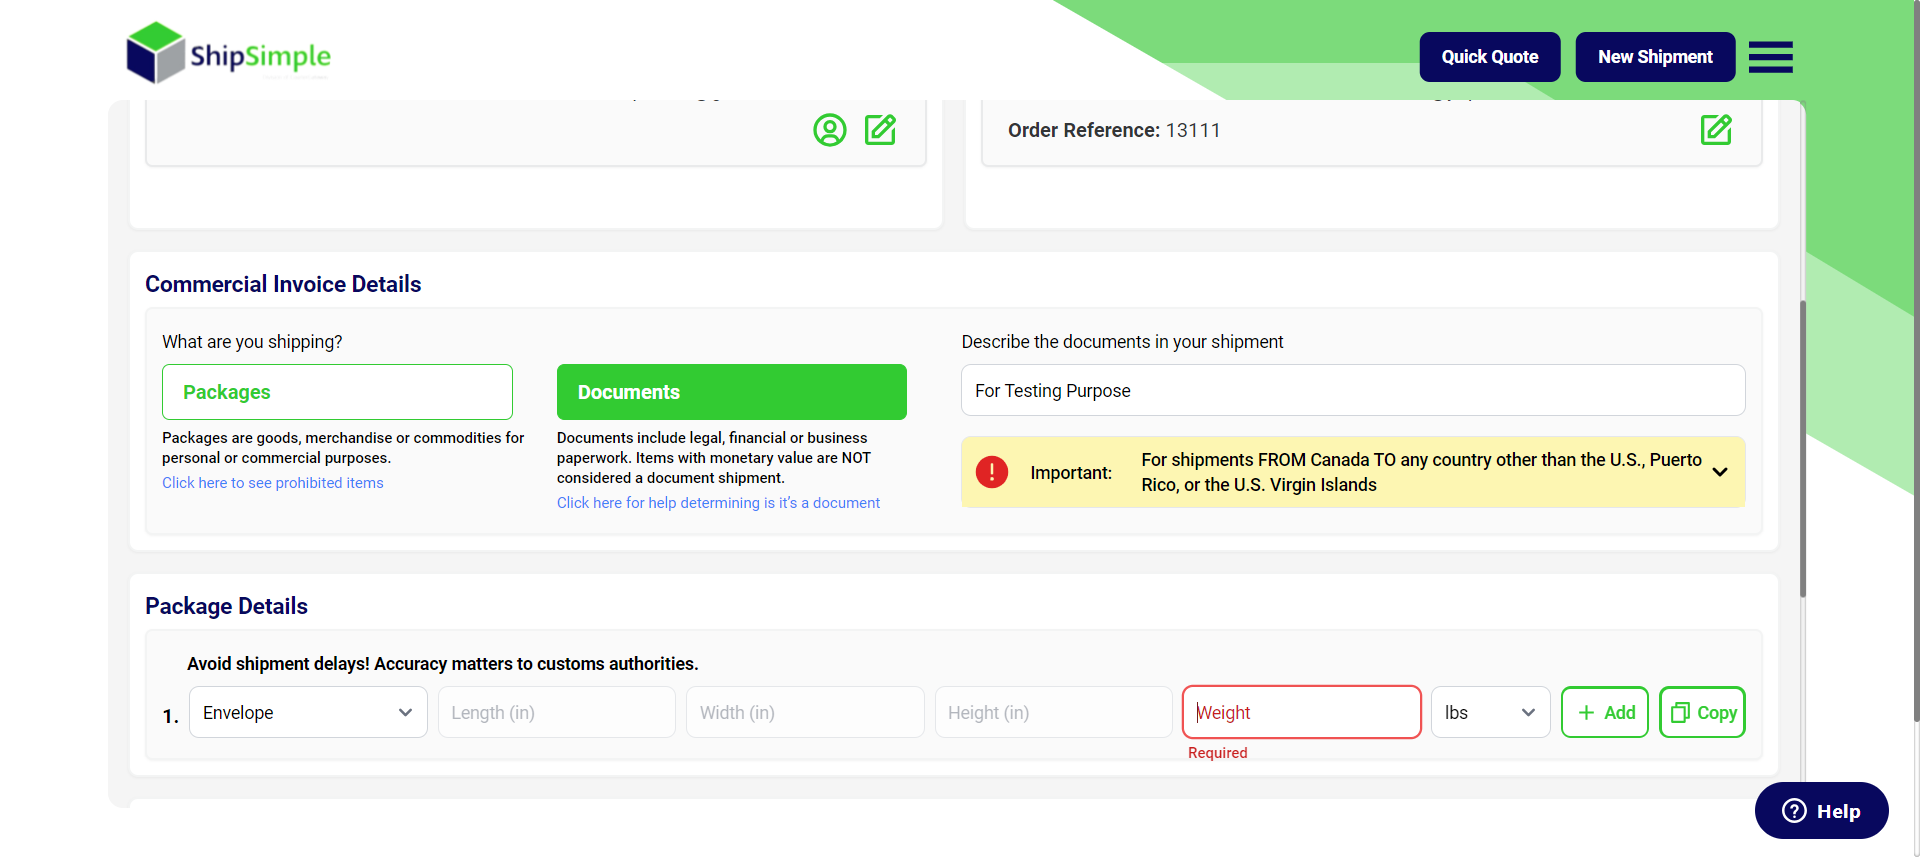 ShipSimple
Quick Quote
New Shipment
Order Reference: 13111
Commercial Invoice Details
What are you shipping?
Describe the documents in your shipment
Packages
Documents
For Testing Purpose
Packages are goods, merchandise or commodities for
personal or commercial purposes.
Click here to see prohibited items
Documents include legal, financial or business
paperwork. Items with monetary value are NOT
considered a document shipment.
Click here for help determining is it's a document
Important:
For shipments FROM Canada TO any country other than the U.S., Puerto
Rico, or the U.S. Virgin Islands
Package Details
Avoid shipment delays! Accuracy matters to customs authorities.
1.
Envelope
Length (in)
Width (in)
Height (in)
Weight
lbs
Add
Copy
Required
Help